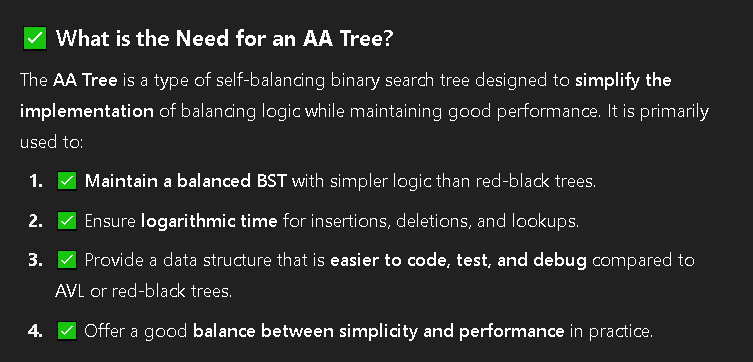 ✅ What is the Need for an AA Tree?
The AA Tree is a type of self-balancing binary search tree designed to simplify the
implementation of balancing logic while maintaining good performance. It is primarily
used to:
1. ✅ Maintain a balanced BST with simpler logic than red-black trees.
2. ✅ Ensure logarithmic time for insertions, deletions, and lookups.
3. ✅ Provide a data structure that is easier to code, test, and debug compared to
AVL or red-black trees.
4. ✅ Offer a good balance between simplicity and performance in practice.